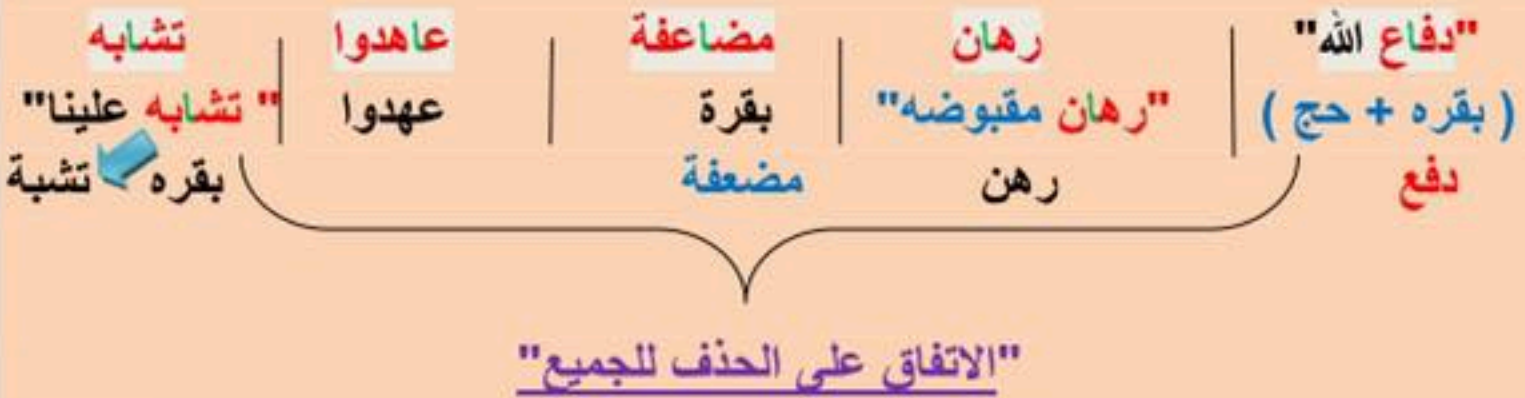 "دفاع الله" رهان مضاعفة عاهدوا تشابه
( بقره + حج ) "رهان مقبوضه" بقرة عهدوا " تشابه علينا"
دفع رهن مضعفة بقره تشبة
"الاتفاق على الحذف للجميع"